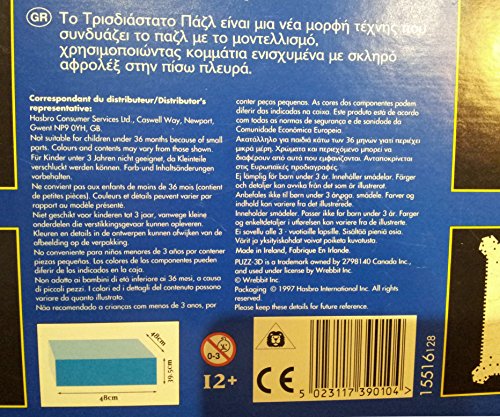 GR Το Τρισδιάστατο Πάζλ είναι μια νέα μορφή τέχνης που
συνδυάζει το παζλ με το μοντελλισμό,
χρησιμοποιώντας κομμάτια ενισχυμένα με σκληρό
αφρολέξ στην πίσω πλευρά.
Correspondant du distributeur/Distributor's
representative:
Hasbro Consumer Services Ltd., Caswell Way, Newport,
Gwent NP9 0YH, GB.
Not suitable for children under 36 months because of small
parts. Colours and contents may vary from those shown.
Für Kinder unter 3 Jahren nicht geeignet, da Kleinteile
verschluckt werden können. Farb-und Inhaltsänderungen
vorbehalten.
Ne convient pas aux enfants de moins de 36 mois (contient
de petites pièces). Couleurs et détails peuvent varier par
rapport au modèle illustré.
Niet geschikt voor kinderen tot 3 jaar, vanwege kleine
onderdelen die eventueel kunnen loslaten.
Kleuren en details in de ontwerpen kunnen afwijken van de
afbeelding op de verpakking.
No conveniente para niños menores de 3 años por contener
piezas pequeñas. Los colores de los componentes puede
diferir de los indicados en la caja.
Non adatto ai bambini di età inferiore ai 36 mesi, a causa
di piccoli pezzi. I colori ed i dettagli del contenuto possono
variare da quanto illustrato.
Não recomendado a crianças com menos de 3 anos, por
conter peças pequenas. As cores dos componentes podem
diferir das indicadas na caixa. Este produto está de acordo
com todas as normas de segurança e de sanidade da
Comunidade Económica Europeia.
Ακατάλληλο για παιδιά κάτω των 36 μηνών γιατί περιέχει
μικρά μέρη. Χρώματα και περιεχόμενο μπορεί να
διαφέρουν από αυτά που εμφανίζονται. Ανταποκρίνεται
στις Ευρωπαϊκές προδιαγραφές.
Ej lämplig för barn under 3 år. Innehåller smådelar. Färger
och detaljer kan avvika från det som är illustrerat.
Anbefales ikke til barn under 3 år. Inneholder smådeler. Farver og
indhold kan variere fra det illustrerede.
Inneholder smådeler. Passer ikke for barn under 3 år. Farger
og enkeltdetaljer i utførelsen kan variere fra illustrasjonen.
Ei sovellu alle 3 - vuotiaille lapsille. Sisältää pieniä osia.
Värit ja yksityiskohdat voivat poiketa kuvatusta.
Made in Ireland, Fabrique En Irlande.
PUZZ-3D is a trademark owned by 2798140 Canada Inc.,
and used under license by Wrebbit Inc.
© Wrebbit Inc.
Packaging © 1997 Hasbro International Inc. All rights reserved.
Please keep these details for future reference.
48cm
39·5cm
48cm
0-3
12+
CE
5 023117 390104
15516128